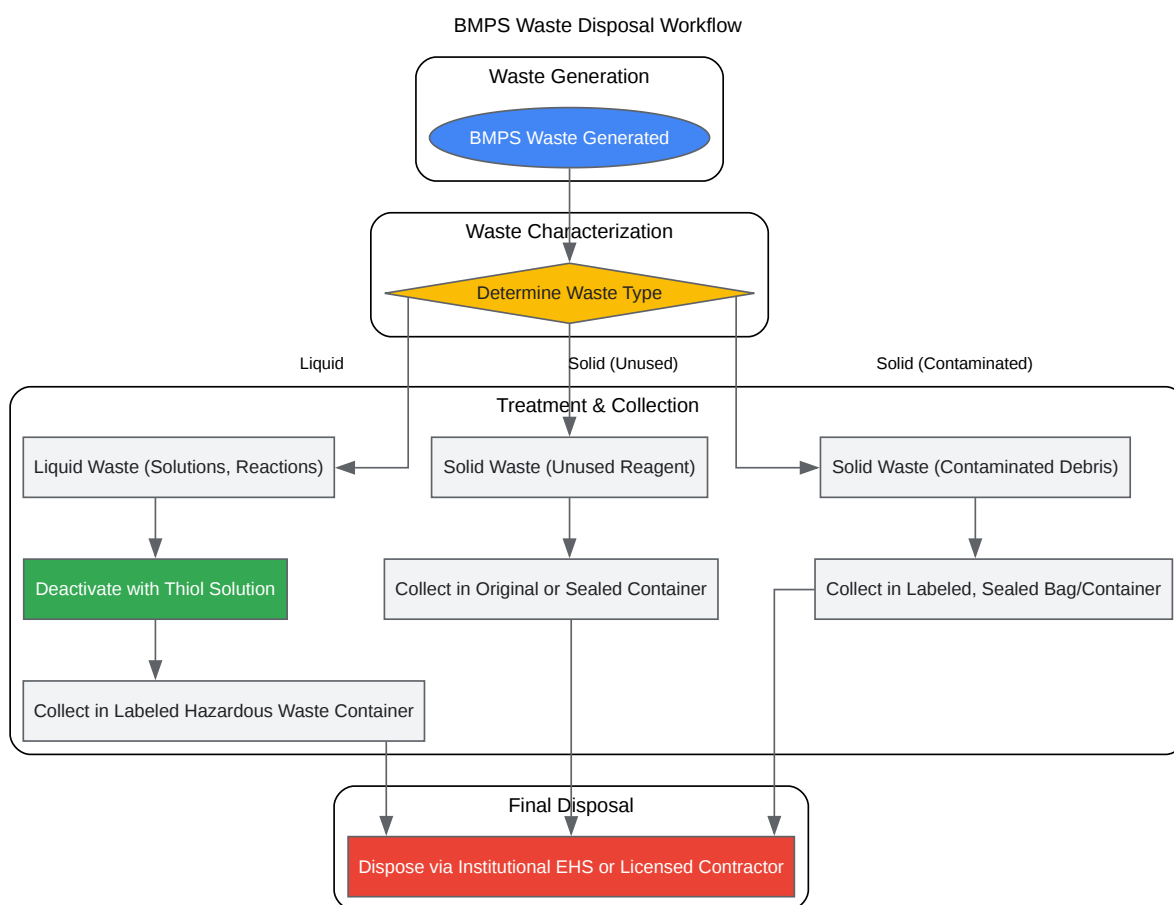 BMPS Waste Disposal Workflow
Waste Generation
BMPS Waste Generated
Waste Characterization
Determine Waste Type
Liquid
Solid (Unused)
Solid (Contaminated)
Treatment & Collection
Liquid Waste (Solutions, Reactions)
Solid Waste (Unused Reagent)
Solid Waste (Contaminated Debris)
Deactivate with Thiol Solution
Collect in Original or Sealed Container
Collect in Labeled, Sealed Bag/Container
Collect in Labeled Hazardous Waste Container
Final Disposal
Dispose via Institutional EHS or Licensed Contractor